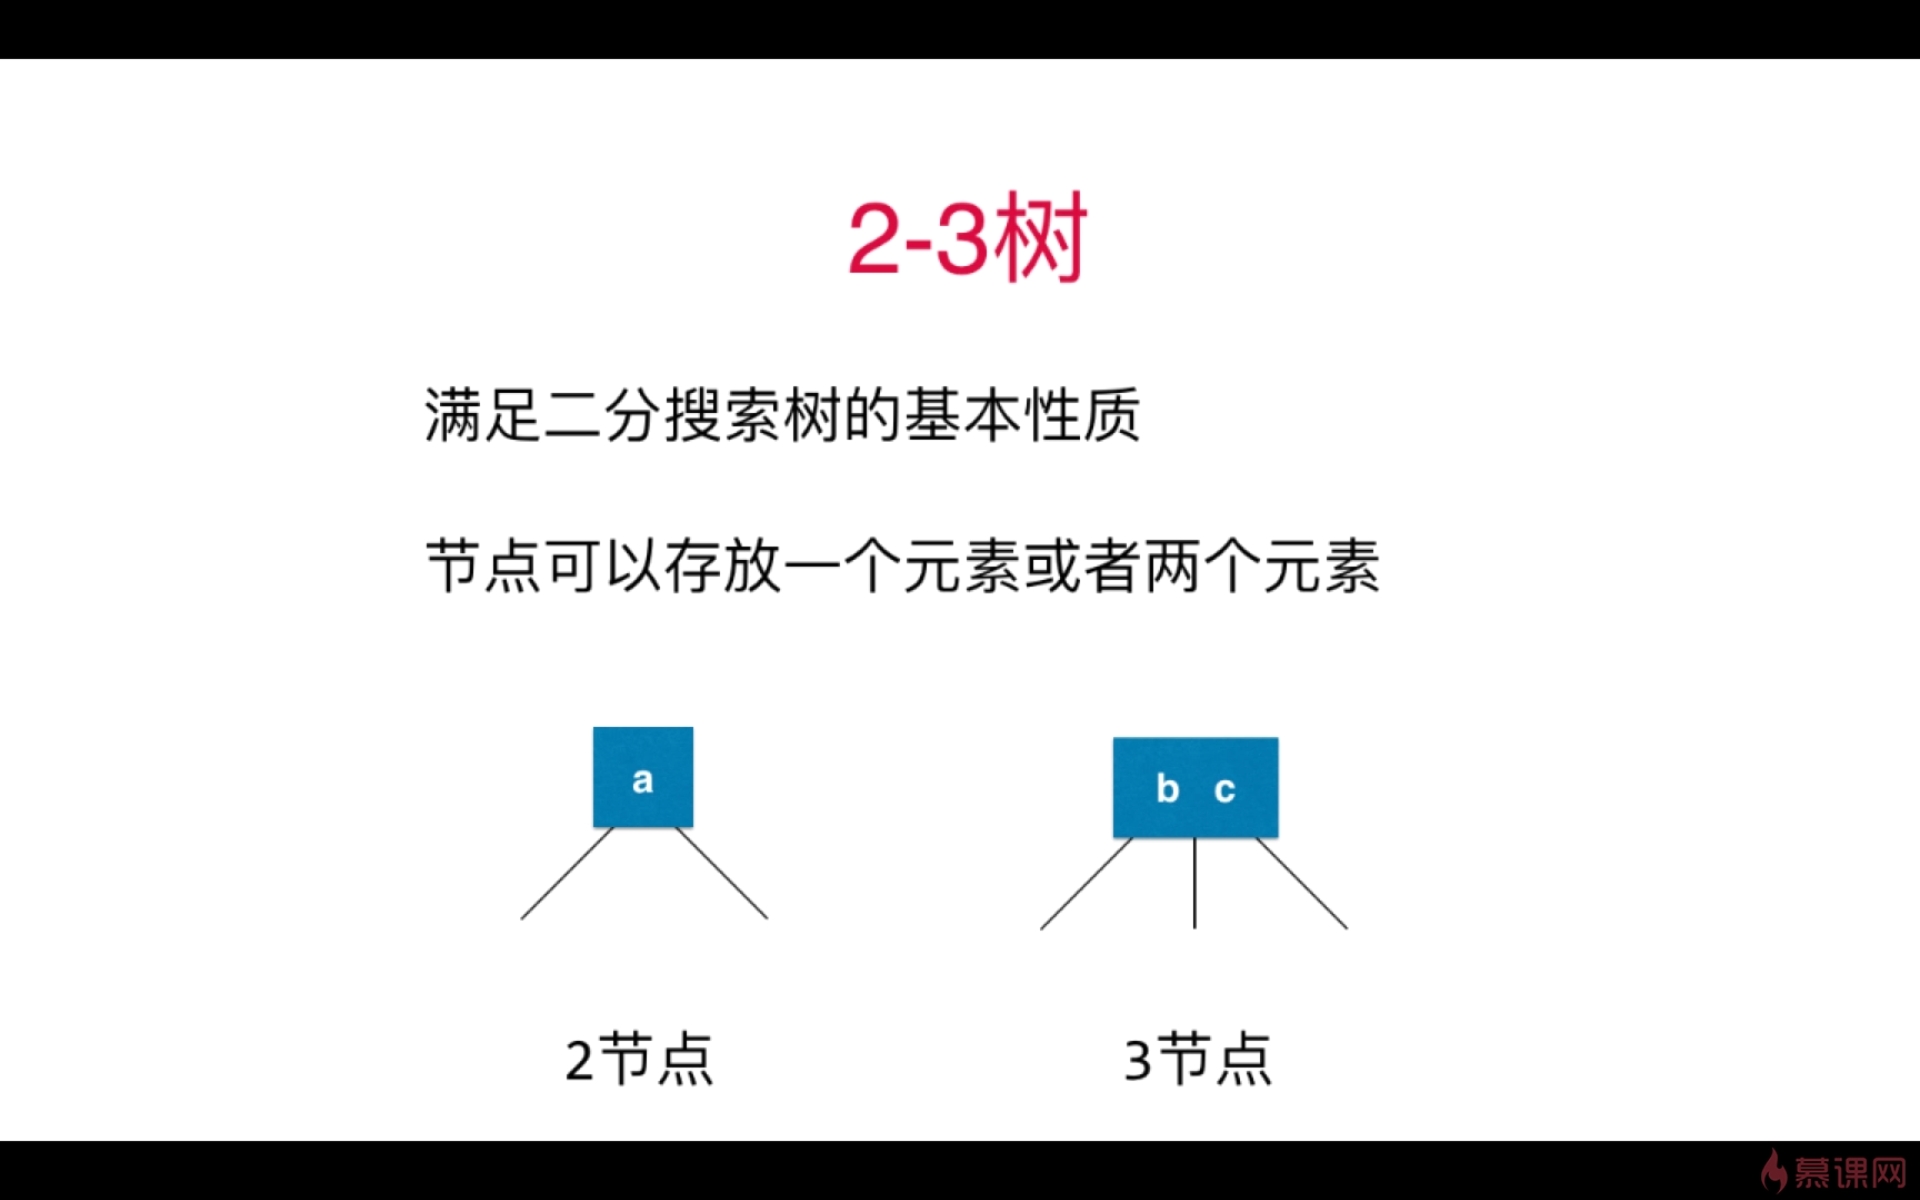 2-3树
满足二分搜索树的基本性质
节点可以存放一个元素或者两个元素
a
b c
2节点
3节点
慕课网